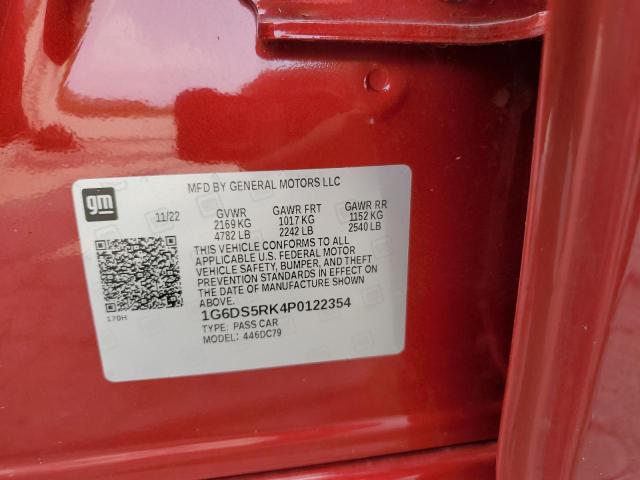 MFD BY GENERAL MOTORS LLC
gm
11/22
GVWR GAWR FRT GAWR RR
2169 KG 1017 KG 1152 KG
4782 LB 2242 LB 2540 LB
THIS VEHICLE CONFORMS TO ALL
APPLICABLE U.S. FEDERAL MOTOR
VEHICLE SAFETY, BUMPER, AND THEFT
PREVENTION STANDARDS IN EFFECT ON
THE DATE OF MANUFACTURE SHOWN
ABOVE.
170H
1G6DS5RK4P0122354
TYPE: PASS CAR
MODEL: 446DC79